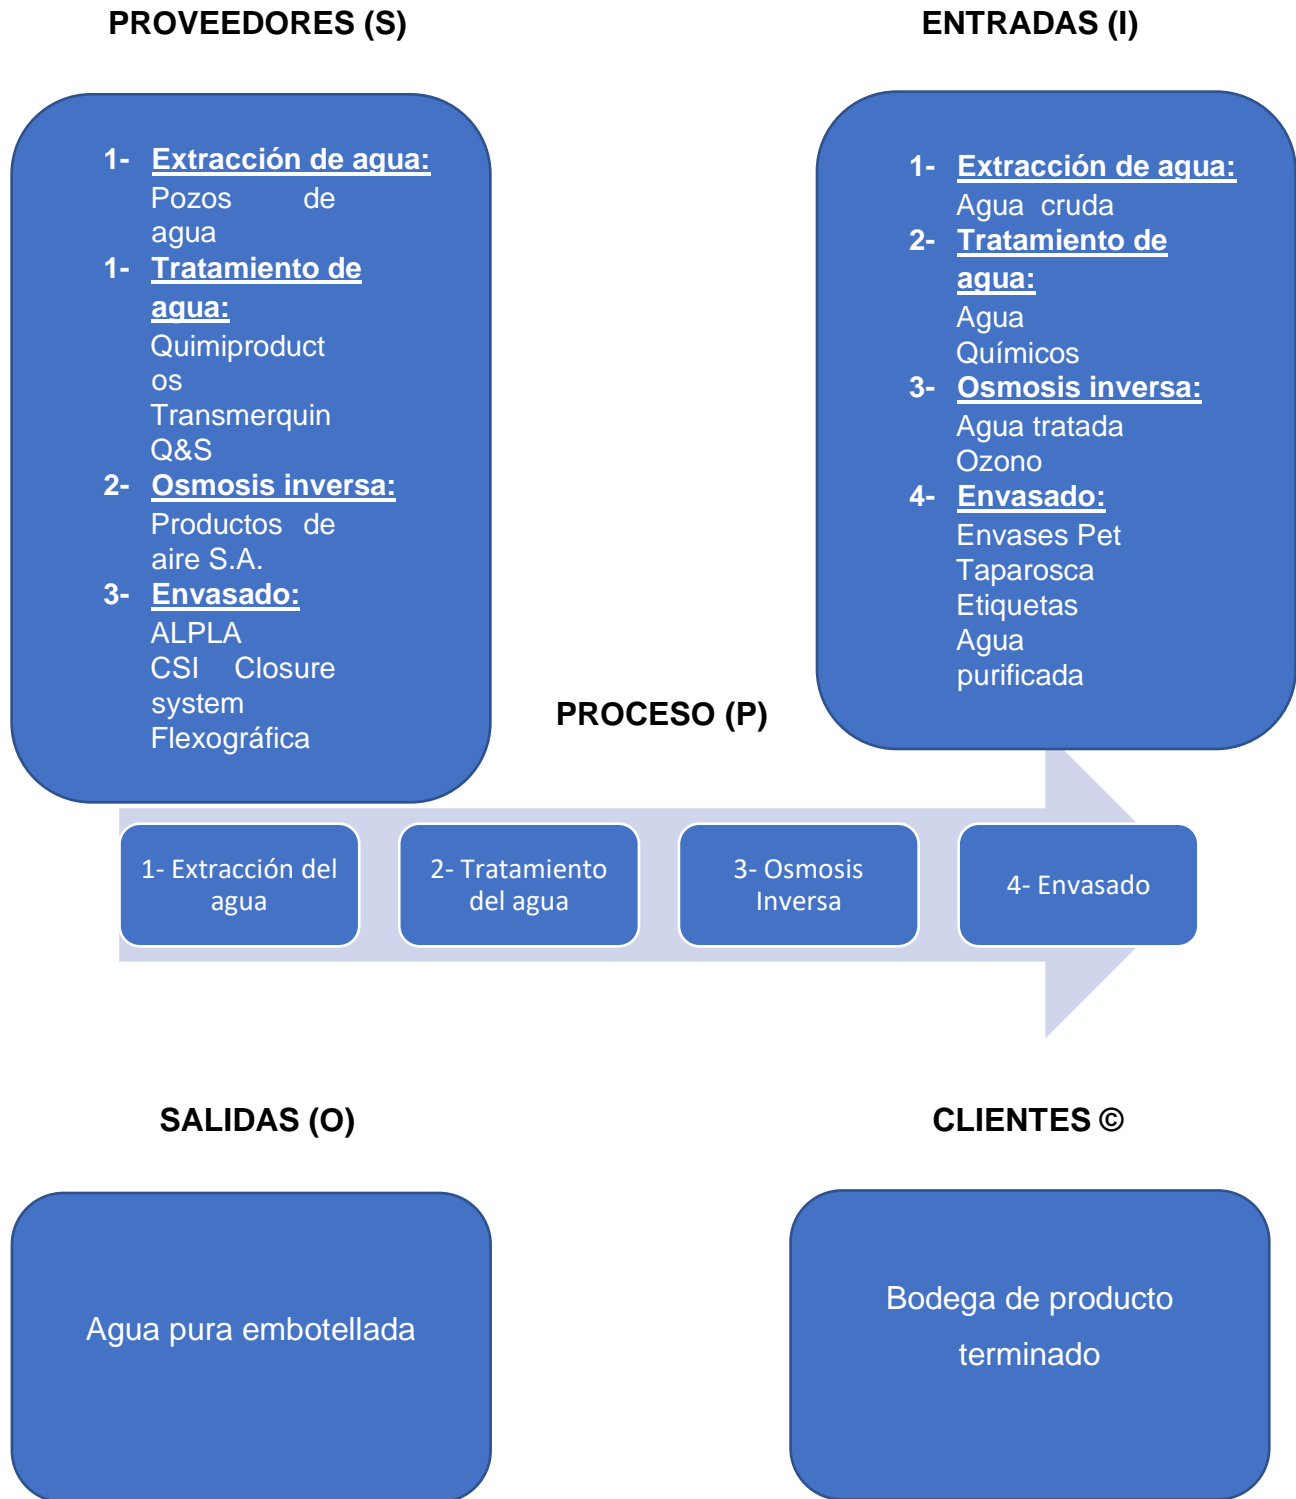 PROVEEDORES (S)
1- Extracción de agua:
Pozos de
agua
1- Tratamiento de
agua:
Quimiproduct
os
Transmerquin
Q&S
2- Osmosis inversa:
Productos de
aire S.A.
3- Envasado:
ALPLA
CSI Closure
system
Flexográfica
ENTRADAS (I)
1- Extracción de agua:
Agua cruda
2- Tratamiento de
agua:
Agua
Químicos
3- Osmosis inversa:
Agua tratada
Ozono
4- Envasado:
Envases Pet
Taparosca
Etiquetas
Agua
purificada
PROCESO (P)
1- Extracción del
agua
2- Tratamiento
del agua
3- Osmosis
Inversa
4- Envasado
SALIDAS (O)
Agua pura embotellada
CLIENTES ©
Bodega de producto
terminado